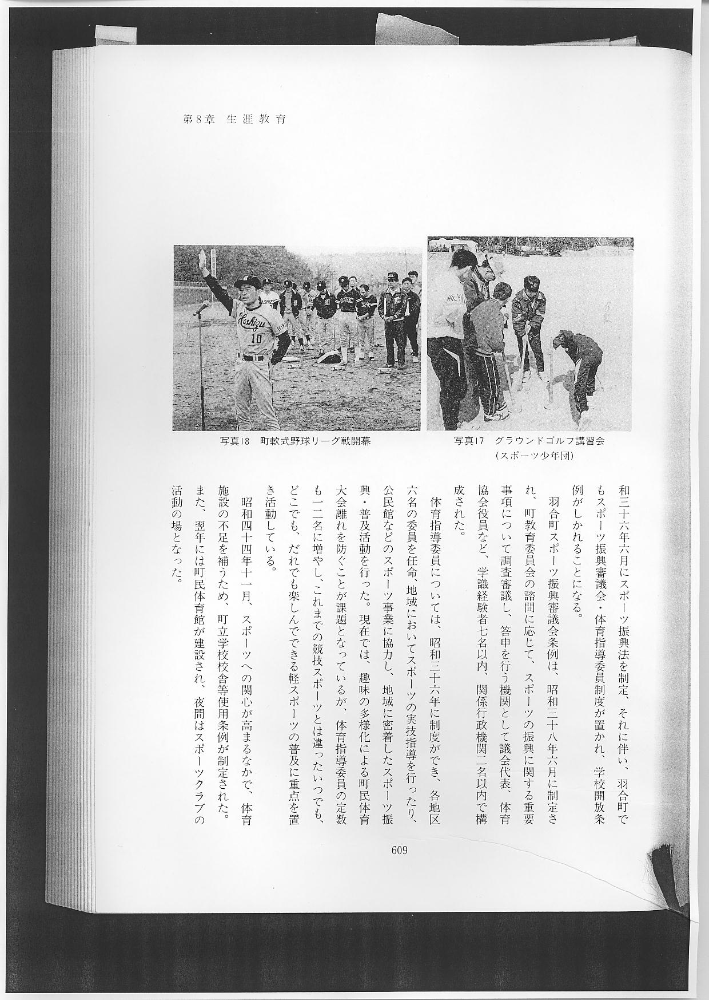 第8章　生涯教育
写真17　グラウンドゴルフ講習会
(スポーツ少年団)
写真18　町軟式野球リーグ戦開幕
Hashizu
10
和三十六年六月にスポーツ振興法を制定、それに伴い、羽合町で
もスポーツ振興審議会・体育指導委員制度が置かれ、学校開放条
例がしかれることになる。
羽合町スポーツ振興審議会条例は、昭和三十八年六月に制定さ
れ、町教育委員会の諮問に応じて、スポーツの振興に関する重要
事項について調査審議し、答申を行う機関として議会代表、体育
協会役員など、学識経験者七名以内、関係行政機関二名以内で構
成された。
体育指導委員については、昭和三十六年に制度ができ、各地区
六名の委員を任命、地域においてスポーツの実技指導を行ったり、
公民館などのスポーツ事業に協力し、地域に密着したスポーツ振
興・普及活動を行った。現在では、趣味の多様化による町民体育
大会離れを防ぐことが課題となっているが、体育指導委員の定数
も一二名に増やし、これまでの競技スポーツとは違ったいつでも、
どこでも、だれでも楽しんでできる軽スポーツの普及に重点を置
き活動している。
昭和四十四年十一月、スポーツへの関心が高まるなかで、体育
施設の不足を補うため、町立学校校舎等使用条例が制定された。
また、翌年には町民体育館が建設され、夜間はスポーツクラブの
活動の場となった。
609